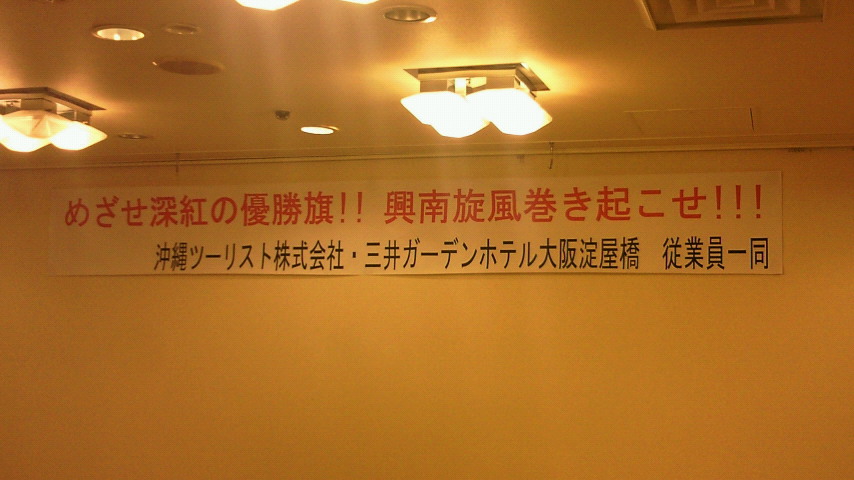 めざせ深紅の優勝旗!! 興南旋風巻き起こせ!!!
沖縄ツーリスト株式会社・三井ガーデンホテル大阪淀屋橋　従業員一同